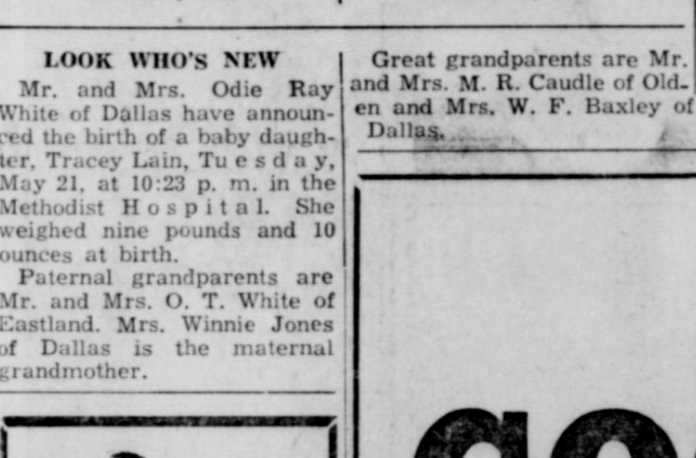 LOOK WHO'S NEW
Mr. and Mrs. Odie Ray
White of Dallas have announ-
ced the birth of a baby daugh-
ter, Tracey Lain, Tuesday,
May 21, at 10:23 p. m. in the
Methodist Hospital. She
weighed nine pounds and 10
ounces at birth.
Paternal grandparents are
Mr. and Mrs. O. T. White of
Eastland. Mrs. Winnie Jones
of Dallas is the maternal
grandmother.
Great grandparents are Mr.
and Mrs. M. R. Caudle of Old-
en and Mrs. W. F. Baxley of
Dallas.